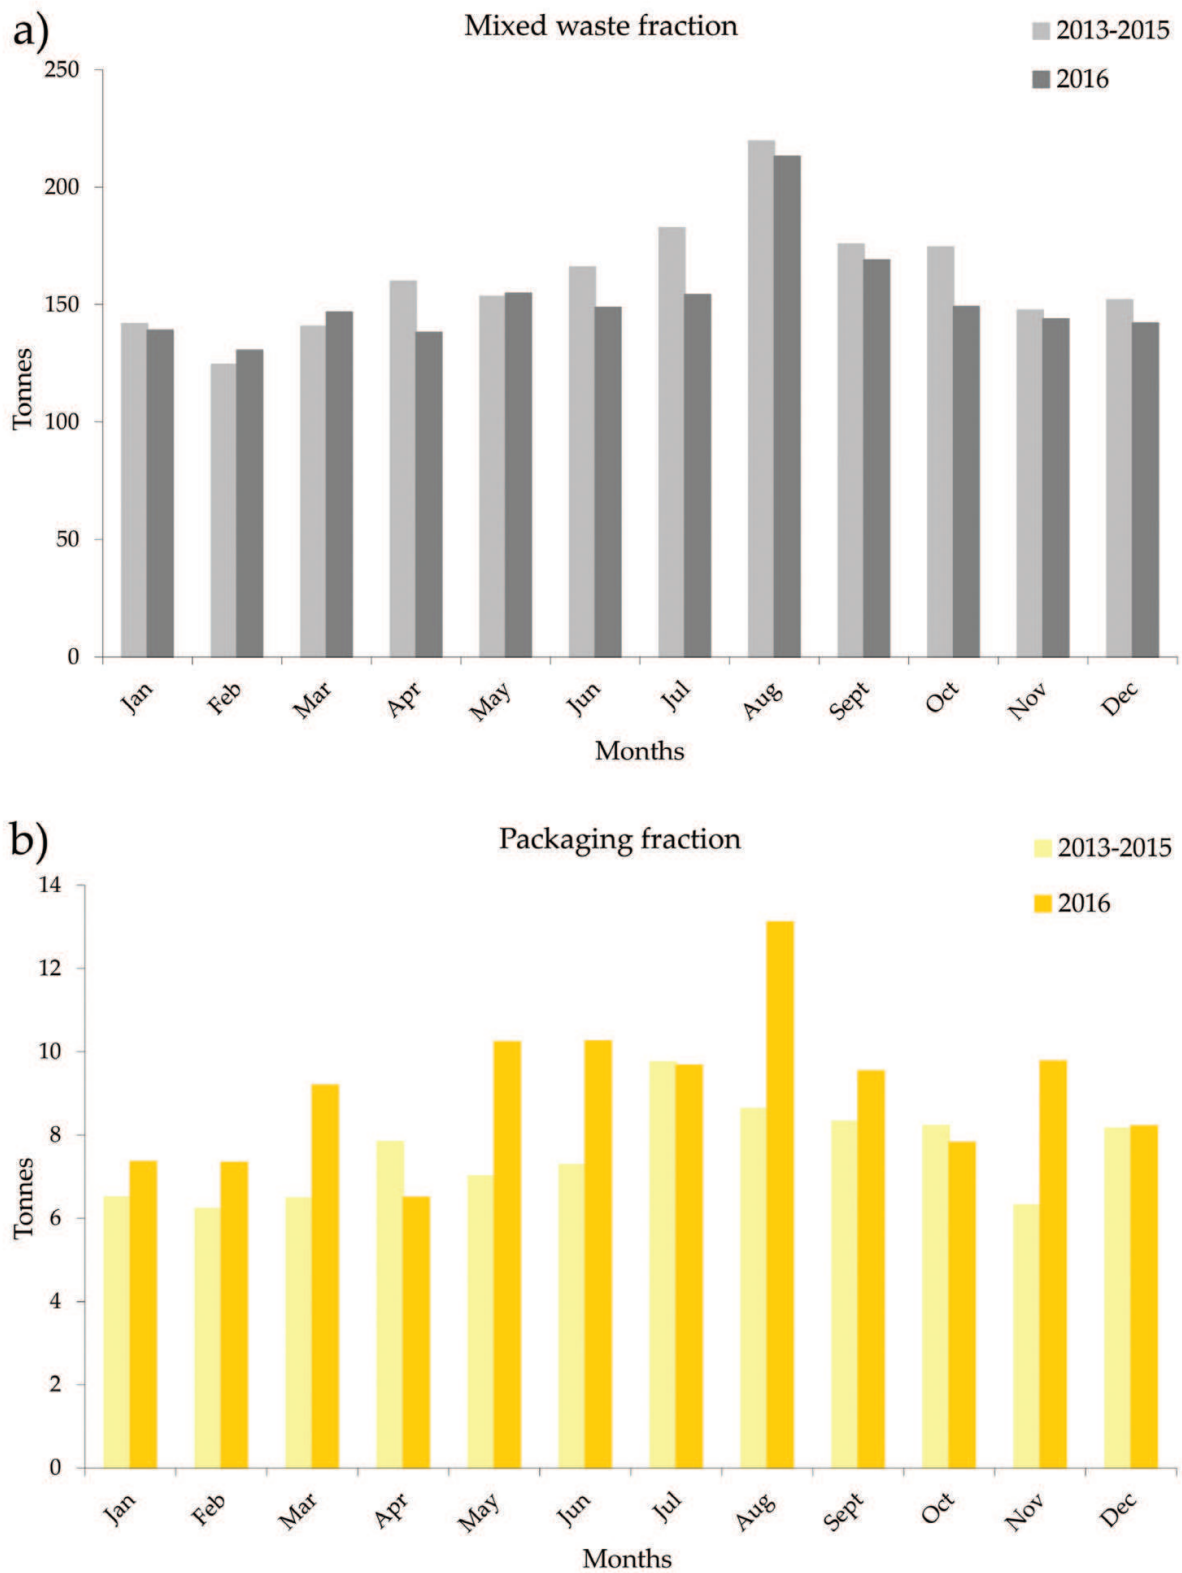 a)
Mixed waste fraction
2013-2015
2016
250
200
150
100
50
0
Tonnes
Jan Feb Mar Apr May Jun Jul Aug Sept Oct Nov Dec
Months
b)
Packaging fraction
2013-2015
2016
14
12
10
8
6
4
2
0
Tonnes
Jan Feb Mar Apr May Jun Jul Aug Sept Oct Nov Dec
Months